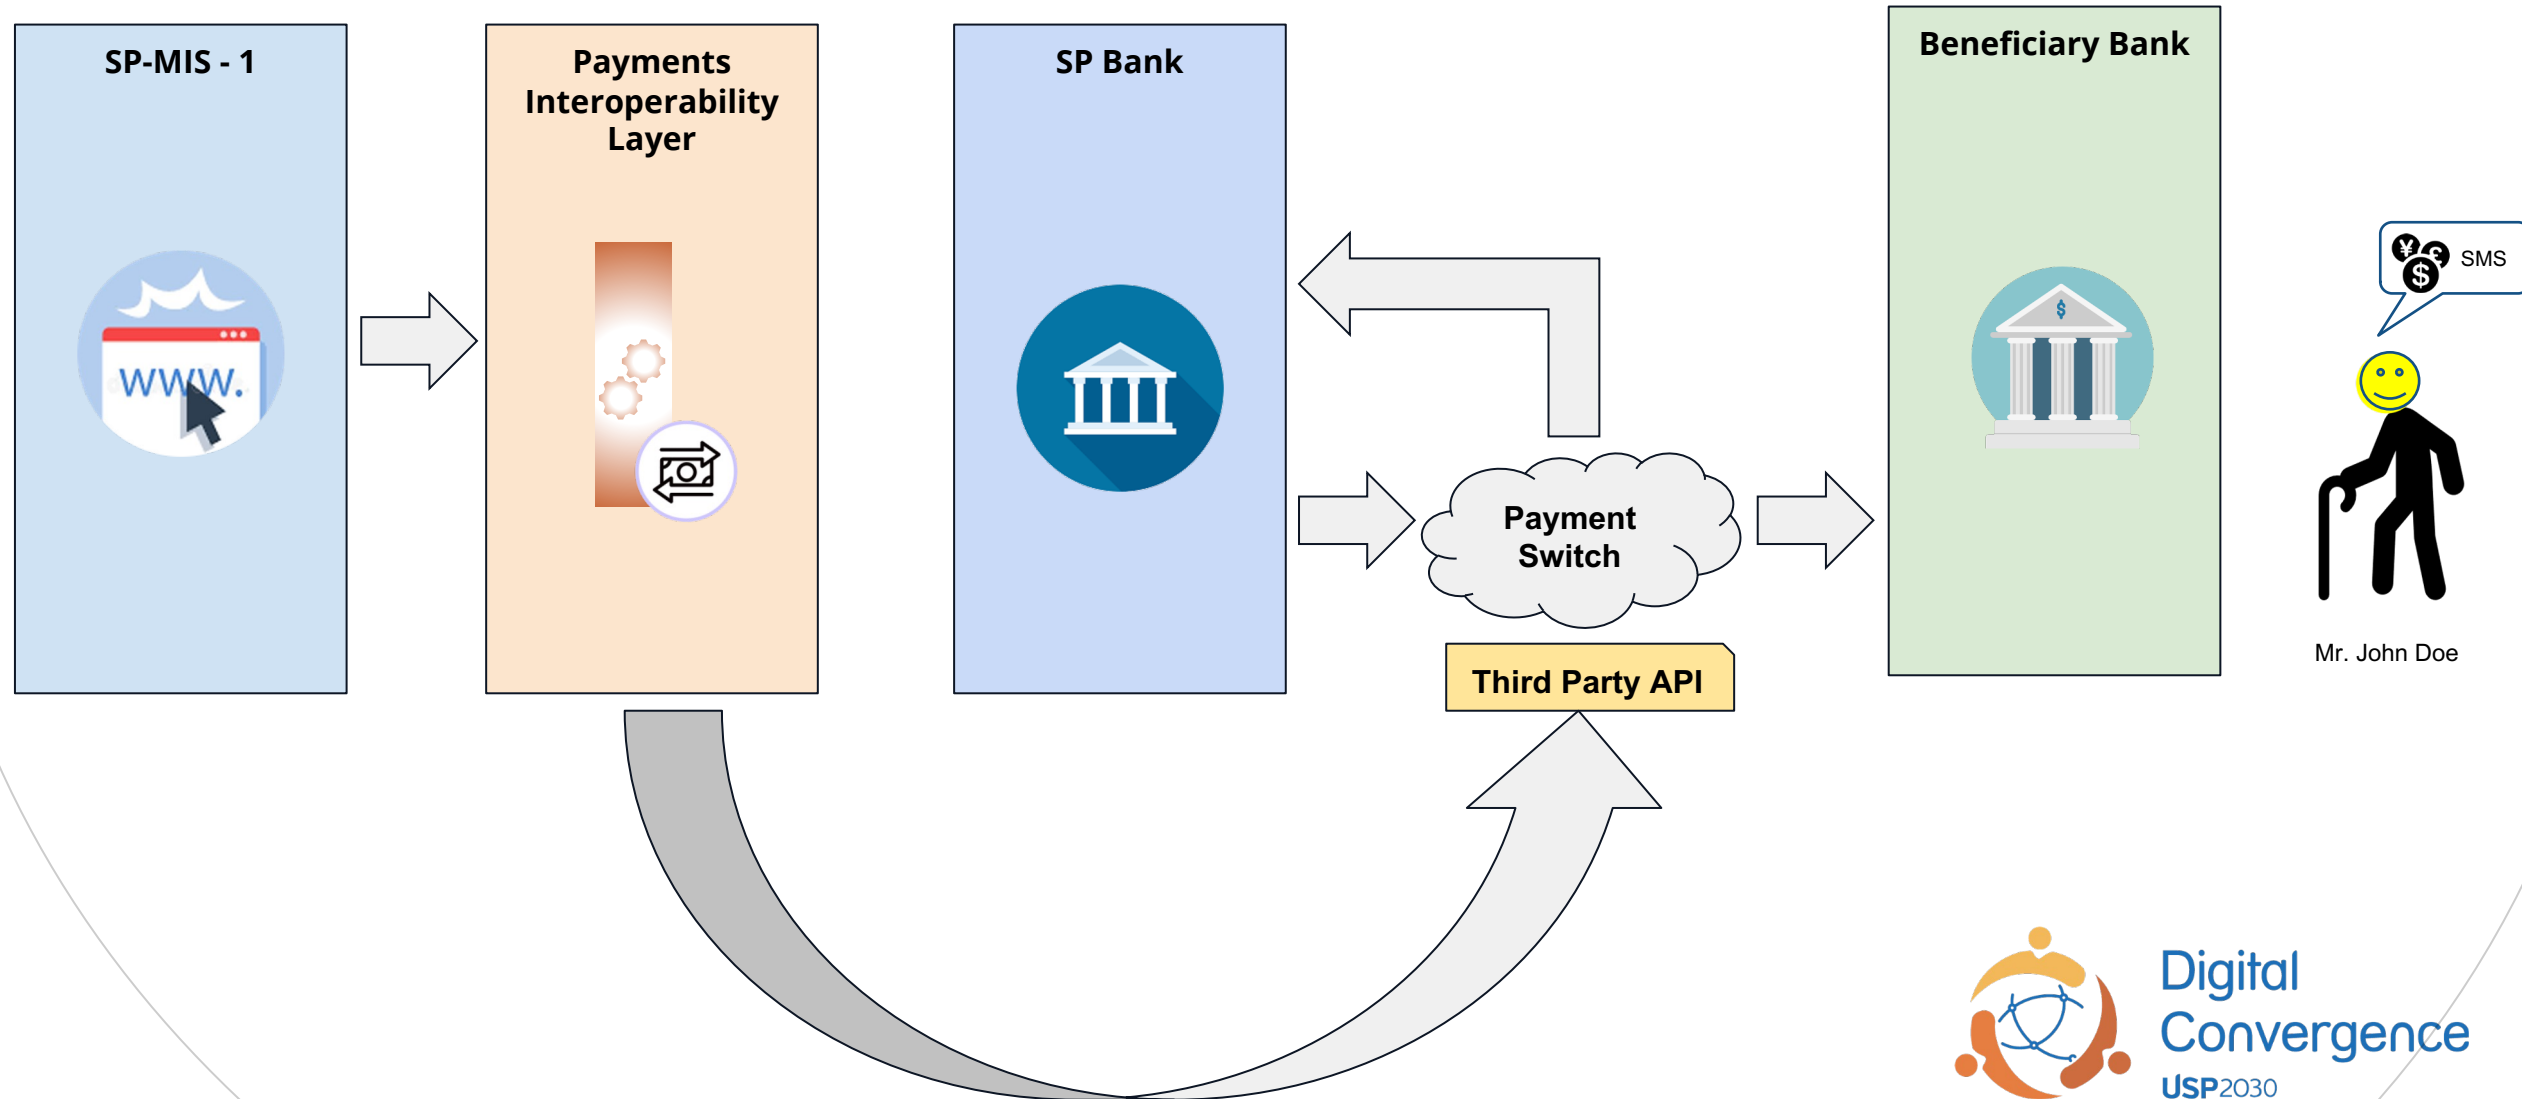 SP-MIS - 1
Payments
Interoperability
Layer
SP Bank
Beneficiary Bank
www.
$
¥
£
$
SMS
Payment
Switch
Third Party API
Mr. John Doe
Digital
Convergence
USP2030